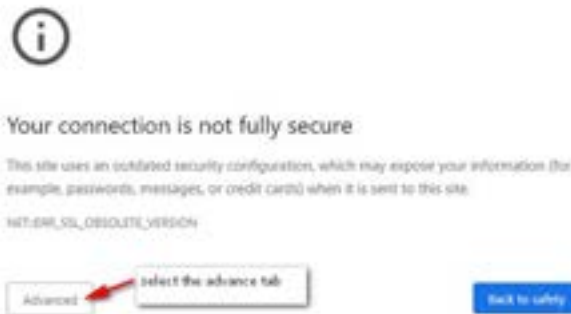 Your connection is not fully secure
This site uses an outdated security configuration, which may expose your information (for
example, passwords, messages, or credit cards) when it is sent to this site.
NET::ERR_SSL_OBSOLETE_VERSION
select the advance tab
Advanced
Back to safety